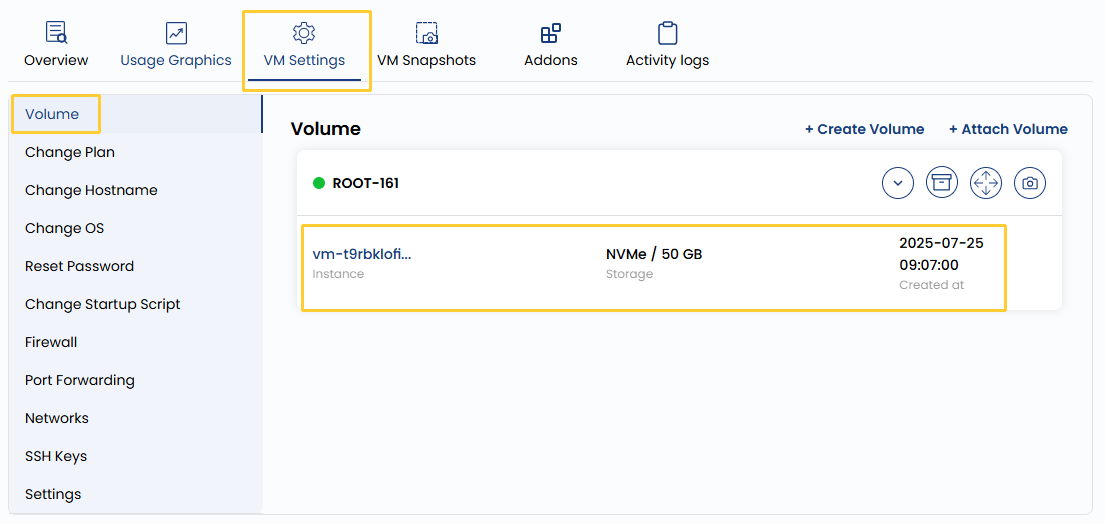 Overview
Usage Graphics
VM Settings
VM Snapshots
Addons
Activity logs
Volume
Change Plan
Change Hostname
Change OS
Reset Password
Change Startup Script
Firewall
Port Forwarding
Networks
SSH Keys
Settings
Volume
+ Create Volume
+ Attach Volume
ROOT-161
vm-t9rbklofi...
Instance
NVMe / 50 GB
Storage
2025-07-25
09:07:00
Created at